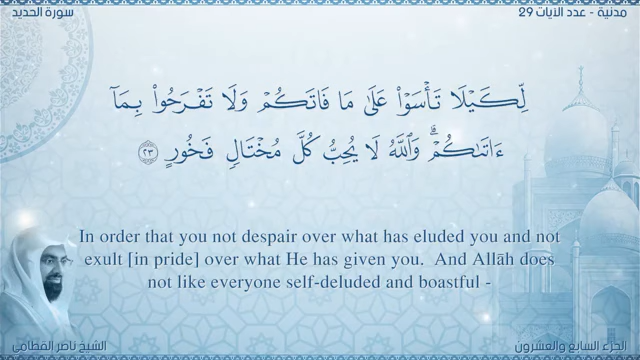 سورة الحديد
مدنية - عدد الآيات 29
لِّكَيْلَا تَأْسَوْا۟ عَلَىٰ مَا فَاتَكُمْ وَلَا تَفْرَحُوا۟ بِمَآ
ءَاتَىٰكُمْ ۗ وَٱللَّهُ لَا يُحِبُّ كُلَّ مُخْتَالٍ فَخُورٍ ٢٣
In order that you not despair over what has eluded you and not
exult [in pride] over what He has given you. And Allāh does
not like everyone self-deluded and boastful -
الشيخ ناصر القطامي
الجزء السابع والعشرون